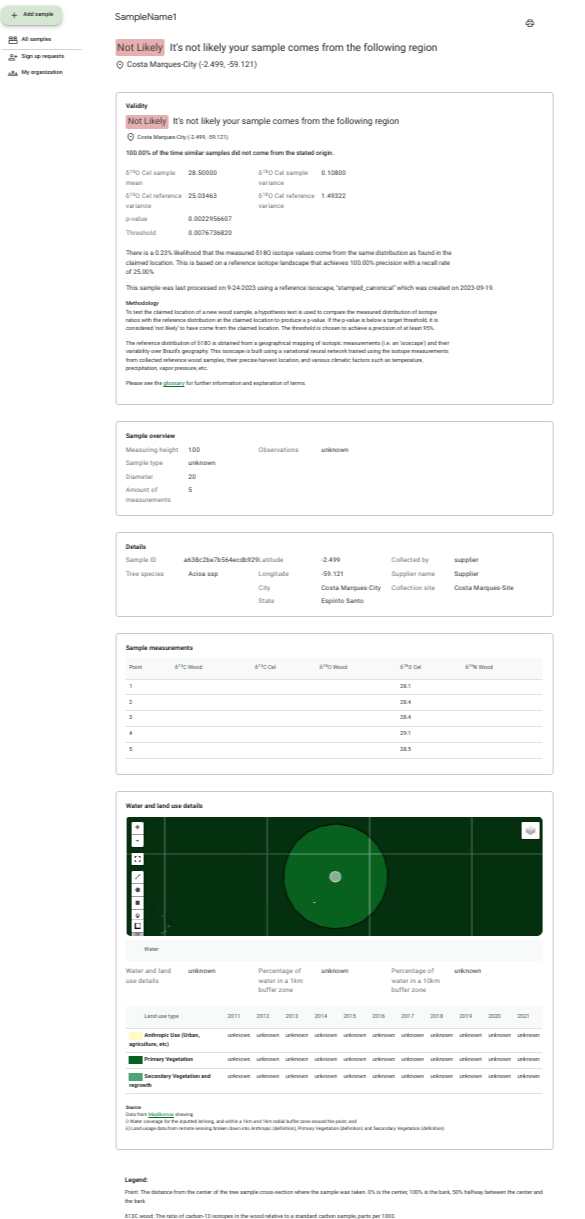 + Add sample
All samples
Sign up requests
My organization
SampleName1
Not Likely It's not likely your sample comes from the following region
Costa Marques-City (-2.499, -59.121)
Validity
Not Likely It's not likely your sample comes from the following region
Costa Marques-City (-2.499, -59.121)
100.00% of the time similar samples did not come from the stated origin.
δ¹⁸O Cel sample mean 28.50000 δ¹⁸O Cel sample variance 0.10800
δ¹⁸O Cel reference variance 25.03463 δ¹⁸O Cel reference variance 1.49322
p-value 0.0022956607
Threshold 0.0076736820
There is a 0.23% likelihood that the measured δ18O isotope values come from the same distribution as found in the
claimed location. This is based on a reference isotope landscape that achieves 100.00% precision with a recall rate
of 25.00%.
This sample was last processed on 9-24-2023 using a reference isoscape, "stamped_canonical" which was created on 2023-09-19.
Methodology
To test the claimed location of a new wood sample, a hypothesis test is used to compare the measured distribution of isotope
ratios with the reference distribution at the claimed location to produce a p-value. If the p-value is below a target threshold, it is
considered 'not likely' to have come from the claimed location. The threshold is chosen to achieve a precision of at least 95%.
The reference distribution of δ18O is obtained from a geographical mapping of isotopic measurements (i.e. an 'isoscape') and their
variability over Brazil's geography. This isoscape is built using a variational neural network trained using the isotope measurements
from collected reference wood samples, their precise harvest location, and various climatic factors such as temperature,
precipitation, vapor pressure, etc.
Please see the glossary for further information and explanation of terms.
Sample overview
Measuring height 100 Observations unknown
Sample type unknown
Diameter 20
Amount of measurements 5
Details
Sample ID a638c2be7b564ecdb929 Latitude -2.499 Collected by supplier
Tree species Acioa ssp Longitude -59.121 Supplier name Supplier
City Costa Marques-City Collection site Costa Marques-Site
State Espirito Santo
Sample measurements
Point δ¹³C Wood δ¹³C Cel δ¹⁸O Wood δ¹⁸O Cel δ¹⁵N Wood
1 28.1
2 28.4
3 28.4
4 29.1
5 28.5
Water and land use details
+
-
Water
Water and land use details unknown Percentage of water in a 1km buffer zone unknown Percentage of water in a 10km buffer zone unknown
Land use type 2011 2012 2013 2014 2015 2016 2017 2018 2019 2020 2021
Anthropic Use (Urban, agriculture, etc) unknown unknown unknown unknown unknown unknown unknown unknown unknown unknown unknown
Primary Vegetation unknown unknown unknown unknown unknown unknown unknown unknown unknown unknown unknown
Secondary Vegetation and regrowth unknown unknown unknown unknown unknown unknown unknown unknown unknown unknown unknown
Source
Data from MapBiomas showing
i) Water coverage for the inputted lat-long, and within a 1km and 1km radial buffer zone around the point, and
ii) Land usage data from remote sensing broken down into Anthropic (definition), Primary Vegetation (definition) and Secondary Vegetation (definition)
Legend:
Point: The distance from the center of the tree sample cross-section where the sample was taken. 0% is the center, 100% is the bark, 50% halfway between the center and
the bark.
δ13C wood: The ratio of carbon-13 isotopes in the wood relative to a standard carbon sample, parts per 1000.